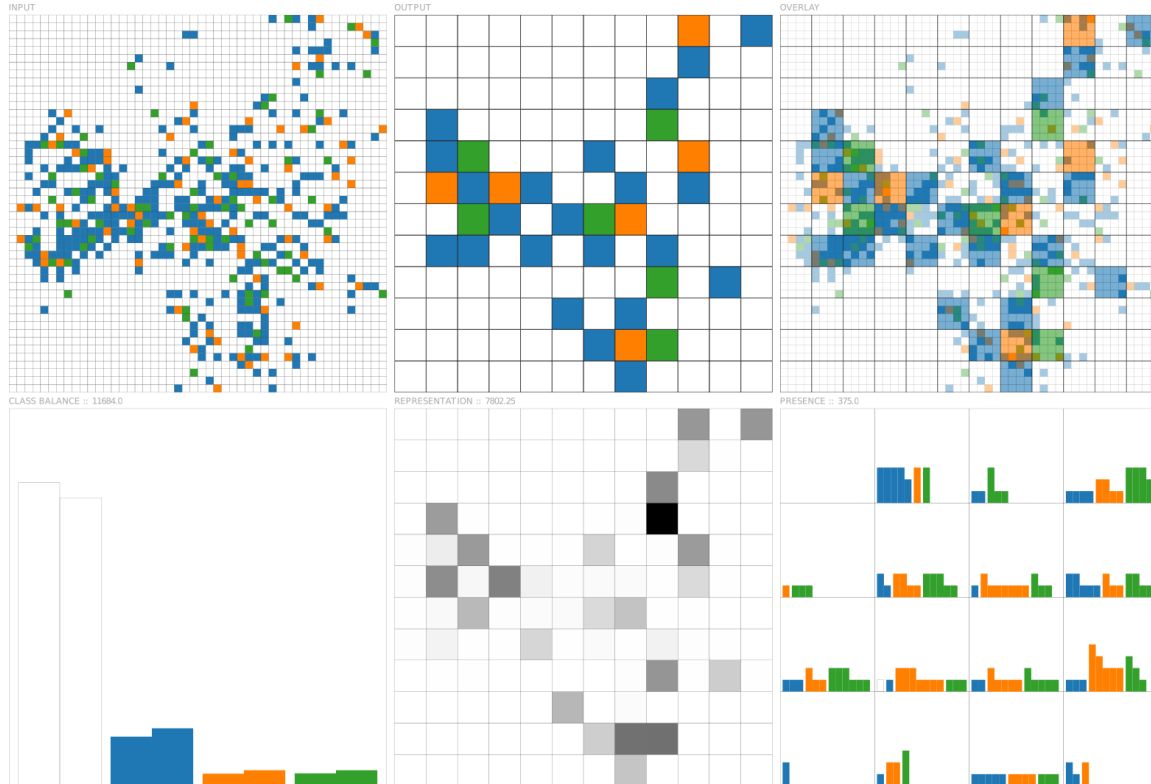 INPUT
OUTPUT
OVERLAY
CLASS BALANCE :: 11684.0
REPRESENTATION :: 7802.25
PRESENCE :: 375.0